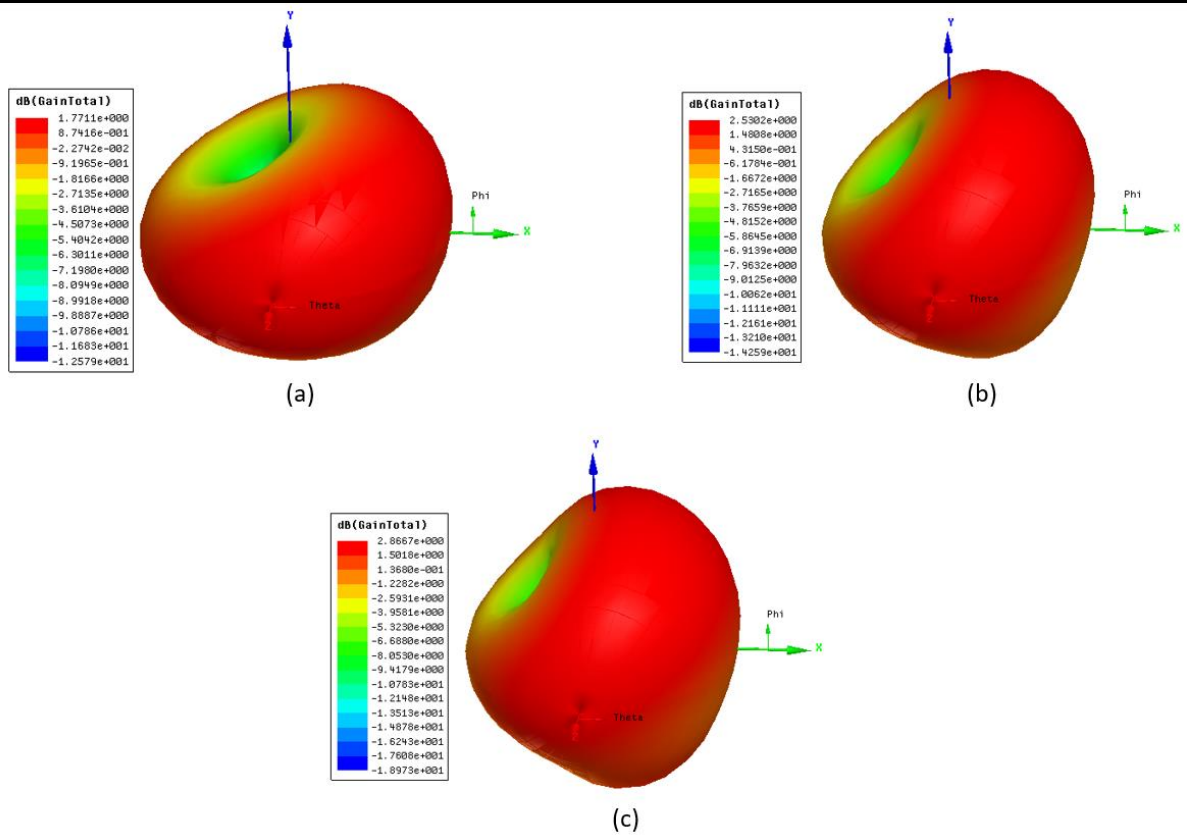 Y
dB(GainTotal)
1.7711e+000
8.7416e-001
-2.2742e-002
-9.1965e-001
-1.8166e+000
-2.7135e+000
-3.6104e+000
-4.5073e+000
-5.4042e+000
-6.3011e+000
-7.1980e+000
-8.0949e+000
-8.9918e+000
-9.8887e+000
-1.0786e+001
-1.1683e+001
-1.2579e+001
Phi
X
Theta
(a)
Y
dB(GainTotal)
2.5302e+000
1.4808e+000
4.3150e-001
-6.1784e-001
-1.6672e+000
-2.7165e+000
-3.7659e+000
-4.8152e+000
-5.8645e+000
-6.9139e+000
-7.9632e+000
-9.0125e+000
-1.0062e+001
-1.1111e+001
-1.2161e+001
-1.3210e+001
-1.4259e+001
Phi
X
Theta
(b)
Y
dB(GainTotal)
2.8667e+000
1.5018e+000
1.3680e-001
-1.2282e+000
-2.5931e+000
-3.9581e+000
-5.3230e+000
-6.6880e+000
-8.0530e+000
-9.4179e+000
-1.0783e+001
-1.2148e+001
-1.3513e+001
-1.4878e+001
-1.6243e+001
-1.7608e+001
-1.8973e+001
Phi
X
Theta
(c)